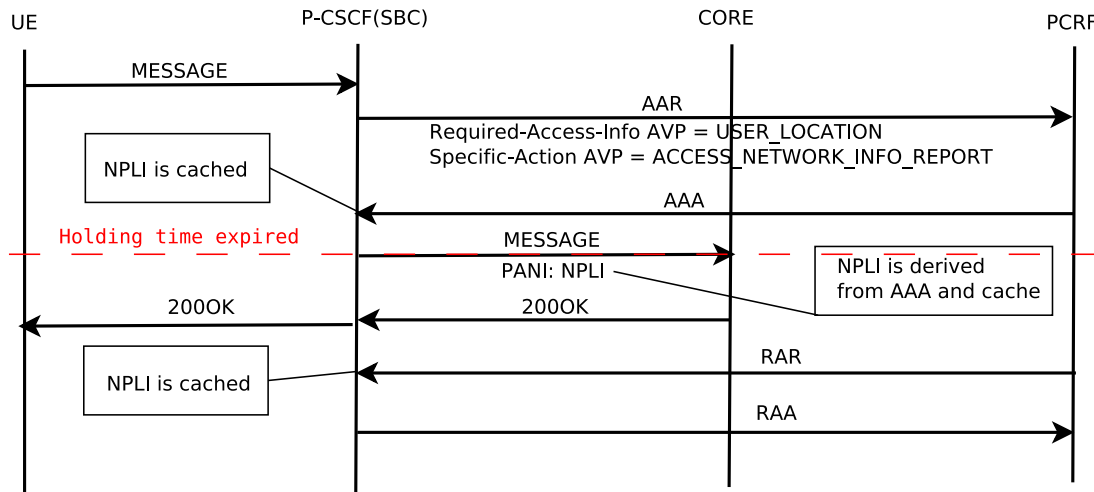 UE
P-CSCF(SBC)
CORE
PCRF
MESSAGE
AAR
Required-Access-Info AVP = USER_LOCATION
Specific-Action AVP = ACCESS_NETWORK_INFO_REPORT
NPLI is cached
AAA
Holding time expired
MESSAGE
PANI: NPLI
NPLI is derived
from AAA and cache
200OK
200OK
RAR
NPLI is cached
RAA